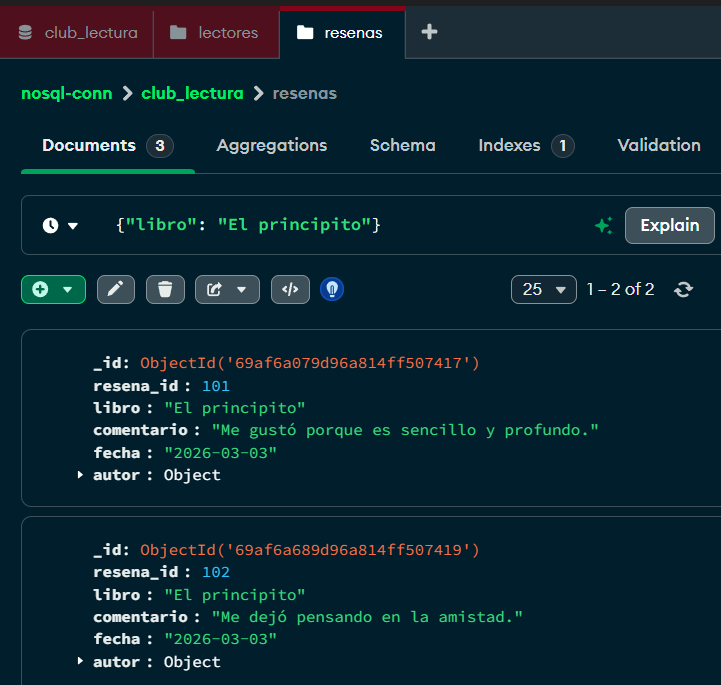 club_lectura lectores resenas
nosql-conn > club_lectura > resenas
Documents 3 Aggregations Schema Indexes 1 Validation
{"libro": "El principito"} Explain
25 1 – 2 of 2
_id: ObjectId('69af6a079d96a814ff507417')
resena_id : 101
libro : "El principito"
comentario : "Me gustó porque es sencillo y profundo."
fecha : "2026-03-03"
autor : Object
_id: ObjectId('69af6a689d96a814ff507419')
resena_id : 102
libro : "El principito"
comentario : "Me dejó pensando en la amistad."
fecha : "2026-03-03"
autor : Object